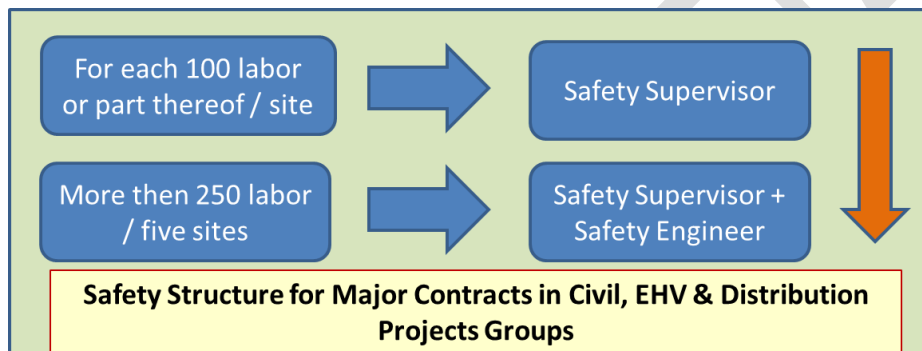 For each 100 labor
or part thereof / site
Safety Supervisor
More then 250 labor
/ five sites
Safety Supervisor +
Safety Engineer
Safety Structure for Major Contracts in Civil, EHV & Distribution
Projects Groups